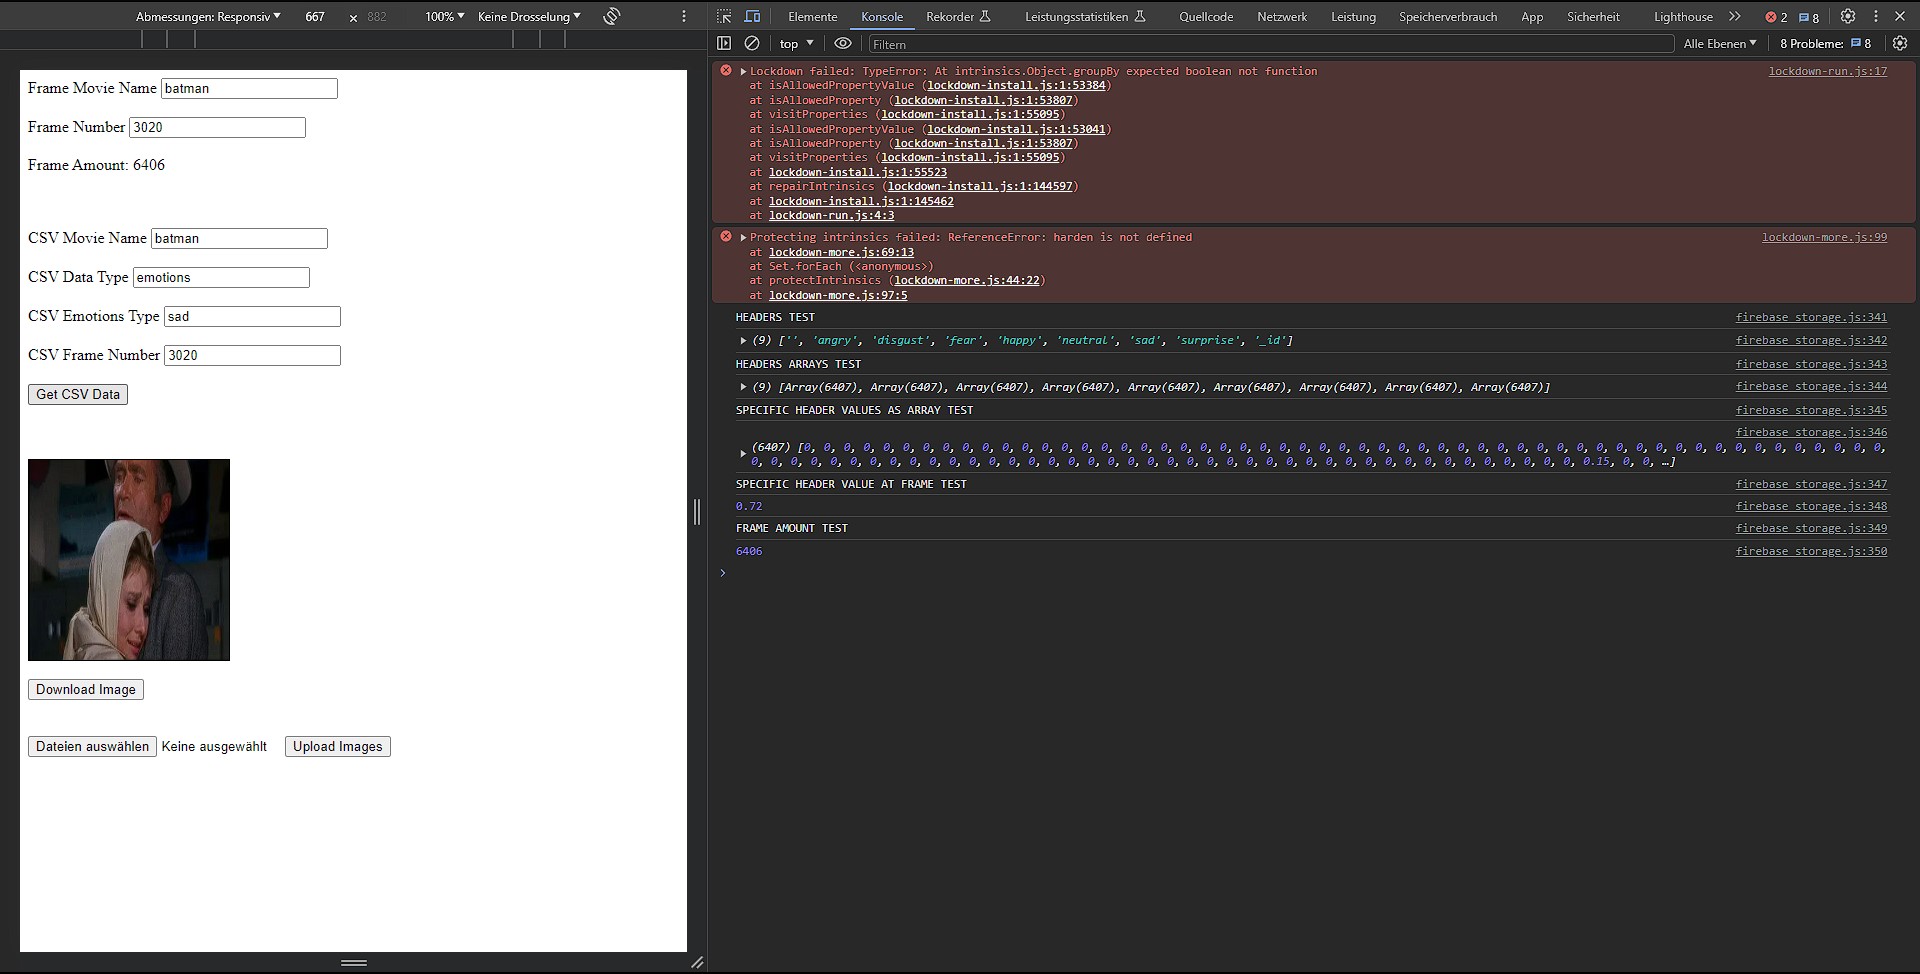 Abmessungen: Responsiv 667 × 882 100% Keine Drosselung
Elemente Konsole Rekorder Leistungsstatistiken Quellcode Netzwerk Leistung Speicherverbrauch App Sicherheit Lighthouse 2 8
top Filtern Alle Ebenen 8 Probleme: 8
Frame Movie Name batman
Frame Number 3020
Frame Amount: 6406
CSV Movie Name batman
CSV Data Type emotions
CSV Emotions Type sad
CSV Frame Number 3020
Get CSV Data
Download Image
Dateien auswählen Keine ausgewählt Upload Images
Lockdown failed: TypeError: At intrinsics.Object.groupBy expected boolean not function lockdown-run.js:17
at isAllowedPropertyValue (lockdown-install.js:1:53384)
at isAllowedProperty (lockdown-install.js:1:53807)
at visitProperties (lockdown-install.js:1:55095)
at isAllowedPropertyValue (lockdown-install.js:1:53041)
at isAllowedProperty (lockdown-install.js:1:53807)
at visitProperties (lockdown-install.js:1:55095)
at lockdown-install.js:1:55523
at repairIntrinsics (lockdown-install.js:1:144597)
at lockdown-install.js:1:145462
at lockdown-run.js:4:3
Protecting intrinsics failed: ReferenceError: harden is not defined lockdown-more.js:99
at lockdown-more.js:69:13
at Set.forEach (<anonymous>)
at protectIntrinsics (lockdown-more.js:44:22)
at lockdown-more.js:97:5
HEADERS TEST firebase storage.js:341
(9) ['', 'angry', 'disgust', 'fear', 'happy', 'neutral', 'sad', 'surprise', '_id'] firebase storage.js:342
HEADERS ARRAYS TEST firebase storage.js:343
(9) [Array(6407), Array(6407), Array(6407), Array(6407), Array(6407), Array(6407), Array(6407), Array(6407), Array(6407)] firebase storage.js:344
SPECIFIC HEADER VALUES AS ARRAY TEST firebase storage.js:345
firebase storage.js:346
(6407) [0, 0, 0, 0, 0, 0, 0, 0, 0, 0, 0, 0, 0, 0, 0, 0, 0, 0, 0, 0, 0, 0, 0, 0, 0, 0, 0, 0, 0, 0, 0, 0, 0, 0, 0, 0, 0, 0, 0, 0, 0, 0, 0, 0, 0, 0, 0, 0, 0, 0, 0, 0, 0, 0, 0,
0, 0, 0, 0, 0, 0, 0, 0, 0, 0, 0, 0, 0, 0, 0, 0, 0, 0, 0, 0, 0, 0, 0, 0, 0, 0, 0, 0, 0, 0, 0, 0, 0, 0, 0, 0, 0, 0, 0, 0, 0, 0, 0.15, 0, 0, …]
SPECIFIC HEADER VALUE AT FRAME TEST firebase storage.js:347
0.72 firebase storage.js:348
FRAME AMOUNT TEST firebase storage.js:349
6406 firebase storage.js:350